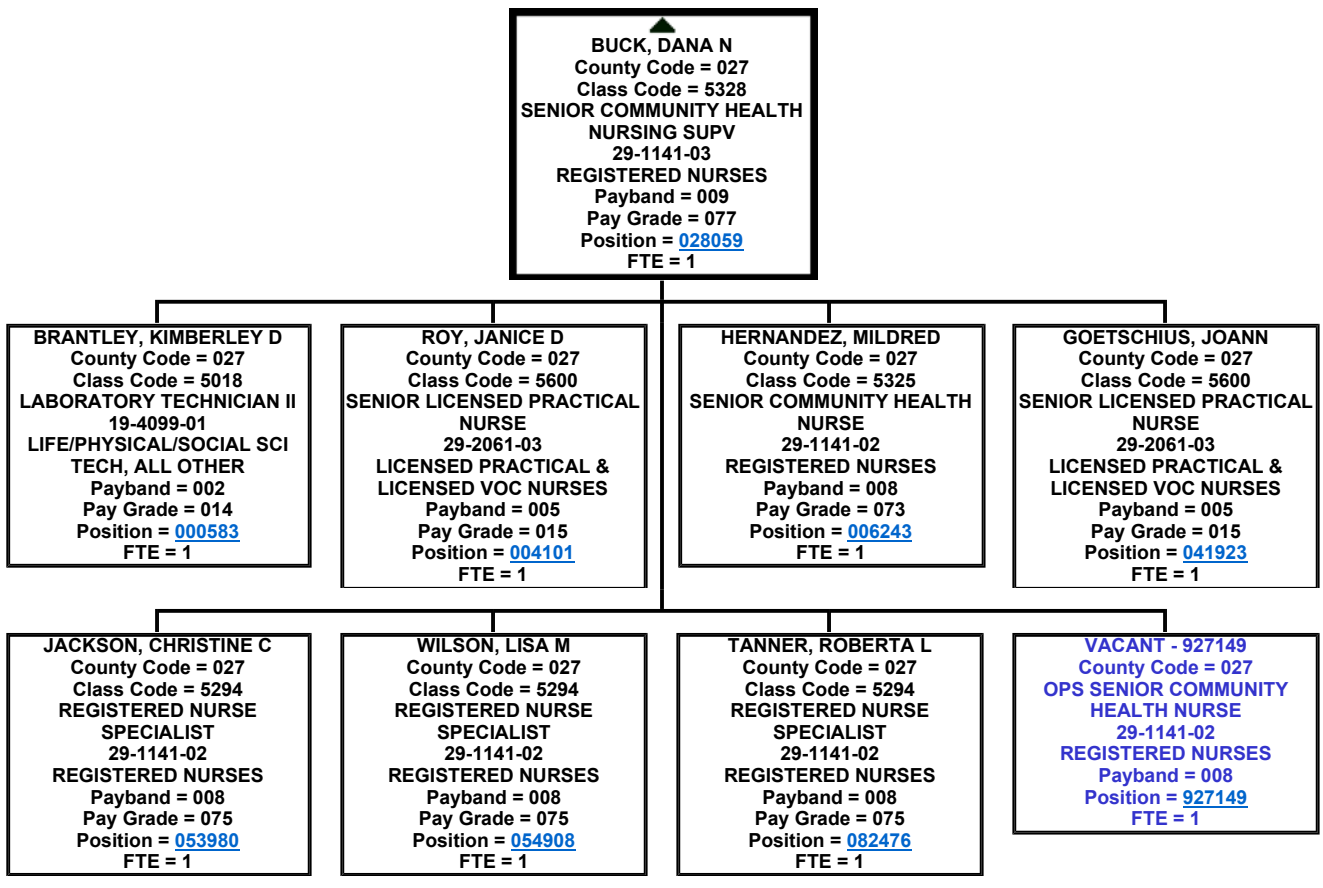 BUCK, DANA N
County Code = 027
Class Code = 5328
SENIOR COMMUNITY HEALTH
NURSING SUPV
29-1141-03
REGISTERED NURSES
Payband = 009
Pay Grade = 077
Position = 028059
FTE = 1
BRANTLEY, KIMBERLEY D
County Code = 027
Class Code = 5018
LABORATORY TECHNICIAN II
19-4099-01
LIFE/PHYSICAL/SOCIAL SCI
TECH, ALL OTHER
Payband = 002
Pay Grade = 014
Position = 000583
FTE = 1
ROY, JANICE D
County Code = 027
Class Code = 5600
SENIOR LICENSED PRACTICAL
NURSE
29-2061-03
LICENSED PRACTICAL &
LICENSED VOC NURSES
Payband = 005
Pay Grade = 015
Position = 004101
FTE = 1
HERNANDEZ, MILDRED
County Code = 027
Class Code = 5325
SENIOR COMMUNITY HEALTH
NURSE
29-1141-02
REGISTERED NURSES
Payband = 008
Pay Grade = 073
Position = 006243
FTE = 1
GOETSCHIUS, JOANN
County Code = 027
Class Code = 5600
SENIOR LICENSED PRACTICAL
NURSE
29-2061-03
LICENSED PRACTICAL &
LICENSED VOC NURSES
Payband = 005
Pay Grade = 015
Position = 041923
FTE = 1
JACKSON, CHRISTINE C
County Code = 027
Class Code = 5294
REGISTERED NURSE
SPECIALIST
29-1141-02
REGISTERED NURSES
Payband = 008
Pay Grade = 075
Position = 053980
FTE = 1
WILSON, LISA M
County Code = 027
Class Code = 5294
REGISTERED NURSE
SPECIALIST
29-1141-02
REGISTERED NURSES
Payband = 008
Pay Grade = 075
Position = 054908
FTE = 1
TANNER, ROBERTA L
County Code = 027
Class Code = 5294
REGISTERED NURSE
SPECIALIST
29-1141-02
REGISTERED NURSES
Payband = 008
Pay Grade = 075
Position = 082476
FTE = 1
VACANT - 927149
County Code = 027
OPS SENIOR COMMUNITY
HEALTH NURSE
29-1141-02
REGISTERED NURSES
Payband = 008
Position = 927149
FTE = 1